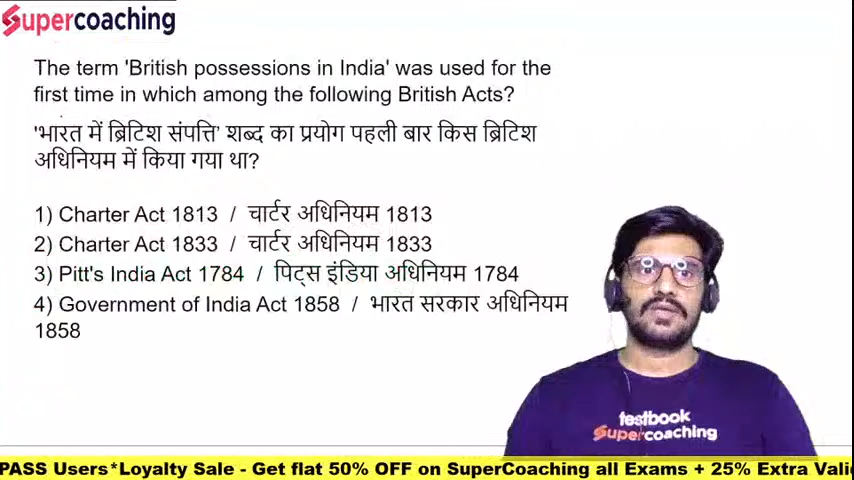 Supercoaching
The term 'British possessions in India' was used for the
first time in which among the following British Acts?
'भारत में ब्रिटिश संपत्ति' शब्द का प्रयोग पहली बार किस ब्रिटिश
अधिनियम में किया गया था?
1) Charter Act 1813 / चार्टर अधिनियम 1813
2) Charter Act 1833 / चार्टर अधिनियम 1833
3) Pitt's India Act 1784 / पिट्स इंडिया अधिनियम 1784
4) Government of India Act 1858 / भारत सरकार अधिनियम
1858
testbook
Supercoaching
PASS Users*Loyalty Sale - Get flat 50% OFF on SuperCoaching all Exams + 25% Extra Vali